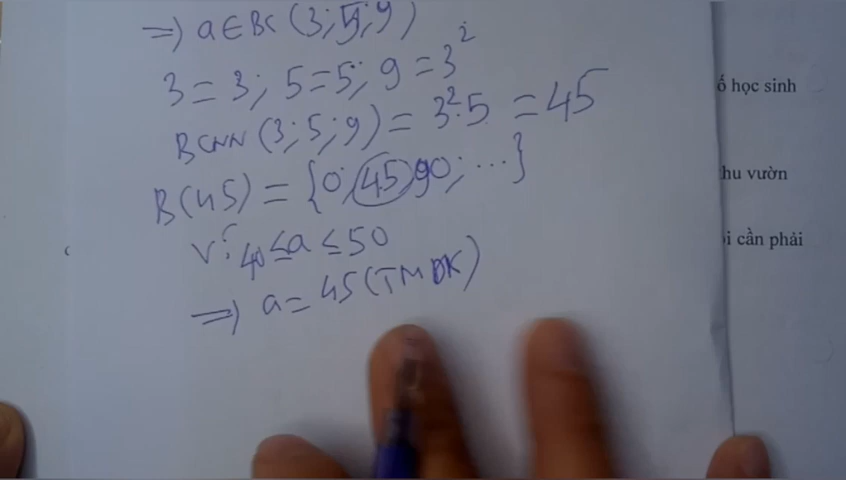 => a ∈ BC (3; 5; 9)
3 = 3; 5 = 5; 9 = 3²
BCNN (3; 5; 9) = 3².5 = 45
B(45) = {0; 45; 90; ...}
Vì 40 ≤ a ≤ 50
=> a = 45 (TMĐK)
ố học sinh
hu vườn
i cần phải